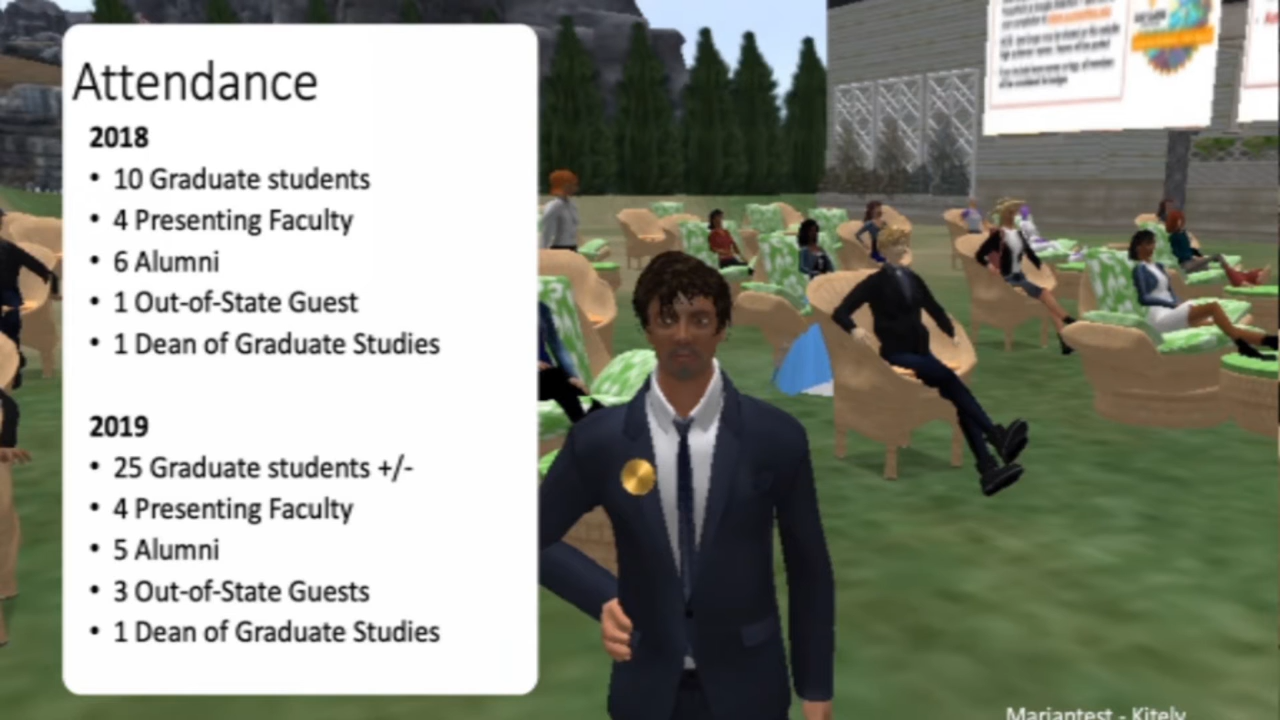 Attendance
2018
• 10 Graduate students
• 4 Presenting Faculty
• 6 Alumni
• 1 Out-of-State Guest
• 1 Dean of Graduate Studies
2019
• 25 Graduate students +/-
• 4 Presenting Faculty
• 5 Alumni
• 3 Out-of-State Guests
• 1 Dean of Graduate Studies
Mariantest - Kitely